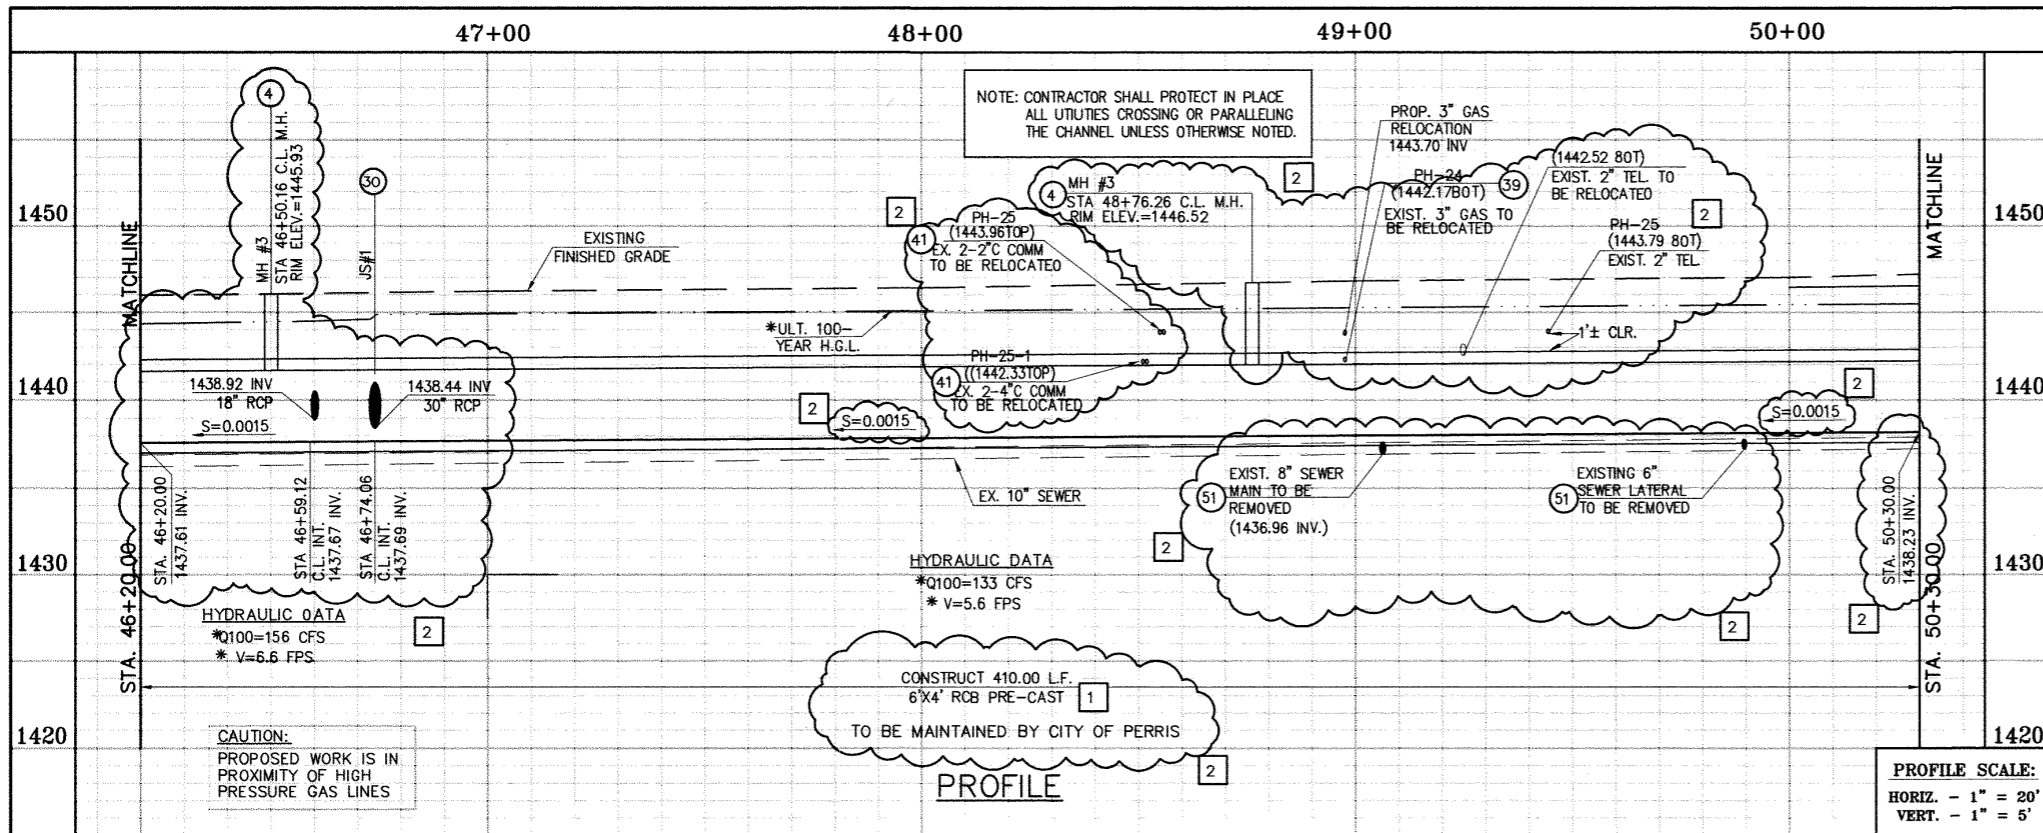 47+00
48+00
49+00
50+00
1450
1440
1430
1420
1450
1440
1430
1420
MATCHLINE
STA. 46+20.00
4
MH #3
STA 46+50.16 C.L. M.H.
RIM ELEV.=1445.93
30
JS#1
EXISTING
FINISHED GRADE
*ULT. 100-
YEAR H.G.L.
1438.92 INV
18" RCP
1438.44 INV
30" RCP
S=0.0015
STA. 46+20.00
1437.61 INV.
STA 46+59.12
C.L. INT.
1437.67 INV.
STA 46+74.06
C.L. INT.
1437.69 INV.
HYDRAULIC DATA
*Q100=156 CFS
* V=6.6 FPS
2
CAUTION:
PROPOSED WORK IS IN
PROXIMITY OF HIGH
PRESSURE GAS LINES
NOTE: CONTRACTOR SHALL PROTECT IN PLACE
ALL UTIUTIES CROSSING OR PARALLELING
THE CHANNEL UNLESS OTHERWISE NOTED.
2
41
PH-25
(1443.96TOP)
EX. 2-2"C COMM
TO BE RELOCATED
4
MH #3
STA 48+76.26 C.L. M.H.
RIM ELEV.=1446.52
2
PROP. 3" GAS
RELOCATION
1443.70 INV
PH-24
(1442.17BOT)
39
EXIST. 3" GAS TO
BE RELOCATED
(1442.52 BOT)
EXIST. 2" TEL. TO
BE RELOCATED
2
PH-25
(1443.79 BOT)
EXIST. 2" TEL.
1'± CLR.
PH-25-1
((1442.33TOP)
41
EX. 2-4"C COMM
TO BE RELOCATED
2
S=0.0015
2
S=0.0015
EX. 10" SEWER
51
EXIST. 8" SEWER
MAIN TO BE
REMOVED
(1436.96 INV.)
51
EXISTING 6"
SEWER LATERAL
TO BE REMOVED
2
2
2
STA. 50+30.00
1438.23 INV.
HYDRAULIC DATA
*Q100=133 CFS
* V=5.6 FPS
CONSTRUCT 410.00 L.F.
6'X4' RCB PRE-CAST
1
TO BE MAINTAINED BY CITY OF PERRIS
2
PROFILE
MATCHLINE
STA. 50+30.00
PROFILE SCALE:
HORIZ. - 1" = 20'
VERT. - 1" = 5'